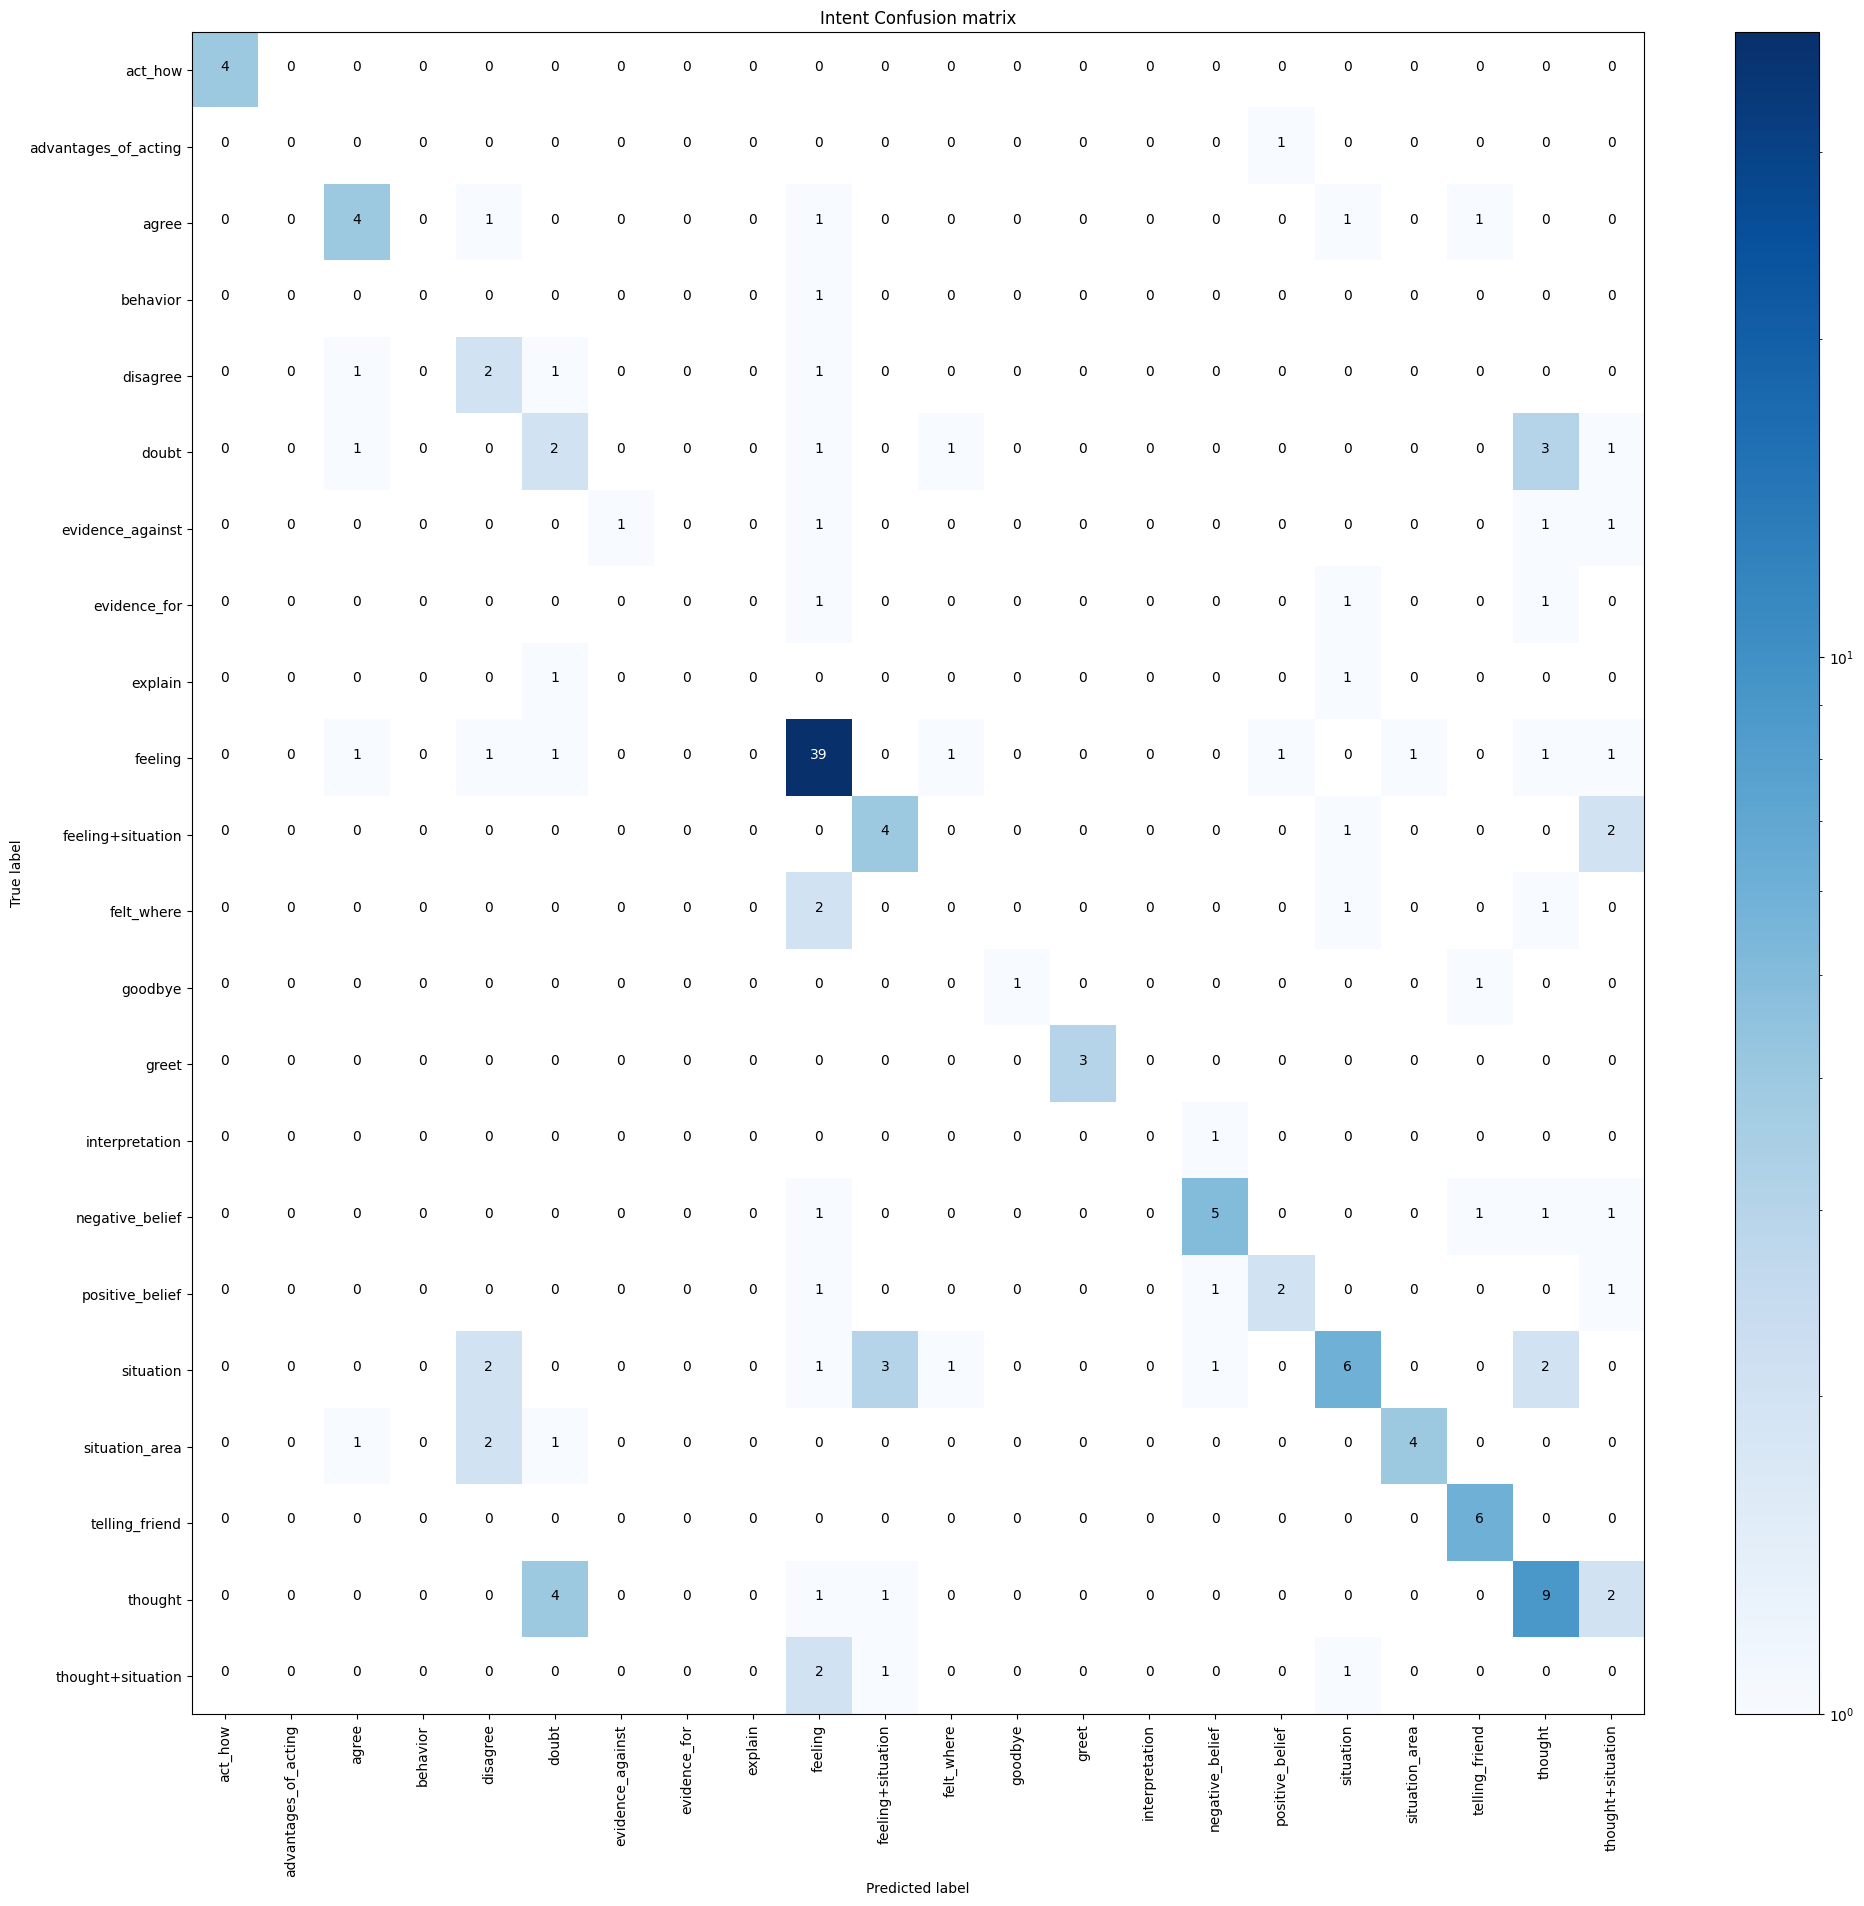 Intent Confusion matrix
True label
act_how 4 0 0 0 0 0 0 0 0 0 0 0 0 0 0 0 0 0 0 0 0 0
advantages_of_acting 0 0 0 0 0 0 0 0 0 0 0 0 0 0 0 0 1 0 0 0 0 0
agree 0 0 4 0 1 0 0 0 0 1 0 0 0 0 0 0 0 1 0 1 0 0
behavior 0 0 0 0 0 0 0 0 0 1 0 0 0 0 0 0 0 0 0 0 0 0
disagree 0 0 1 0 2 1 0 0 0 1 0 0 0 0 0 0 0 0 0 0 0 0
doubt 0 0 1 0 0 2 0 0 0 1 0 1 0 0 0 0 0 0 0 0 3 1
evidence_against 0 0 0 0 0 0 1 0 0 1 0 0 0 0 0 0 0 0 0 0 1 1
evidence_for 0 0 0 0 0 0 0 0 0 1 0 0 0 0 0 0 0 1 0 0 1 0
explain 0 0 0 0 0 1 0 0 0 0 0 0 0 0 0 0 0 1 0 0 0 0
feeling 0 0 1 0 1 1 0 0 0 39 0 1 0 0 0 0 1 0 1 0 1 1
feeling+situation 0 0 0 0 0 0 0 0 0 0 4 0 0 0 0 0 0 1 0 0 0 2
felt_where 0 0 0 0 0 0 0 0 0 2 0 0 0 0 0 0 0 1 0 0 1 0
goodbye 0 0 0 0 0 0 0 0 0 0 0 0 1 0 0 0 0 0 0 1 0 0
greet 0 0 0 0 0 0 0 0 0 0 0 0 0 3 0 0 0 0 0 0 0 0
interpretation 0 0 0 0 0 0 0 0 0 0 0 0 0 0 0 1 0 0 0 0 0 0
negative_belief 0 0 0 0 0 0 0 0 0 1 0 0 0 0 0 5 0 0 0 1 1 1
positive_belief 0 0 0 0 0 0 0 0 0 1 0 0 0 0 0 1 2 0 0 0 0 1
situation 0 0 0 0 2 0 0 0 0 1 3 1 0 0 0 1 0 6 0 0 2 0
situation_area 0 0 1 0 2 1 0 0 0 0 0 0 0 0 0 0 0 0 4 0 0 0
telling_friend 0 0 0 0 0 0 0 0 0 0 0 0 0 0 0 0 0 0 0 6 0 0
thought 0 0 0 0 0 4 0 0 0 1 1 0 0 0 0 0 0 0 0 0 9 2
thought+situation 0 0 0 0 0 0 0 0 0 2 1 0 0 0 0 0 0 1 0 0 0 0
act_how
advantages_of_acting
agree
behavior
disagree
doubt
evidence_against
evidence_for
explain
feeling
feeling+situation
felt_where
goodbye
greet
interpretation
negative_belief
positive_belief
situation
situation_area
telling_friend
thought
thought+situation
Predicted label
10¹
10⁰